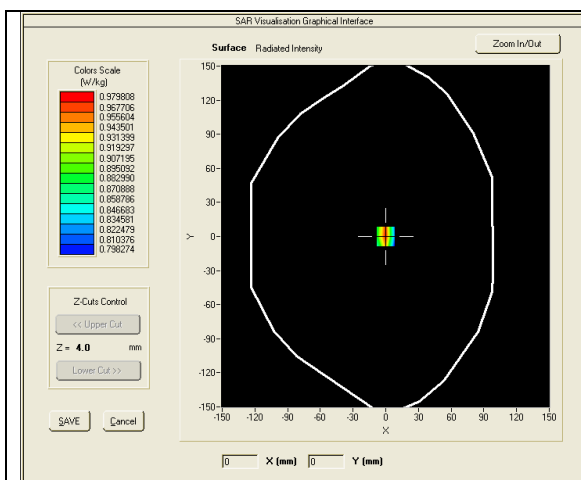 SAR Visualisation Graphical Interface
Surface Radiated Intensity
Zoom In/Out
Colors Scale
(W/kg)
0.979808
0.967706
0.955604
0.943501
0.931399
0.919297
0.907195
0.895092
0.882990
0.870888
0.858786
0.846683
0.834581
0.822479
0.810376
0.798274
Z-Cuts Control
<< Upper Cut
Z = 4.0 mm
Lower Cut >>
SAVE Cancel
150
120
90
60
30
0
-30
-60
-90
-120
-150
Y
-150 -120 -90 -60 -30 0 30 60 90 120 150
X
0 X (mm) 0 Y (mm)